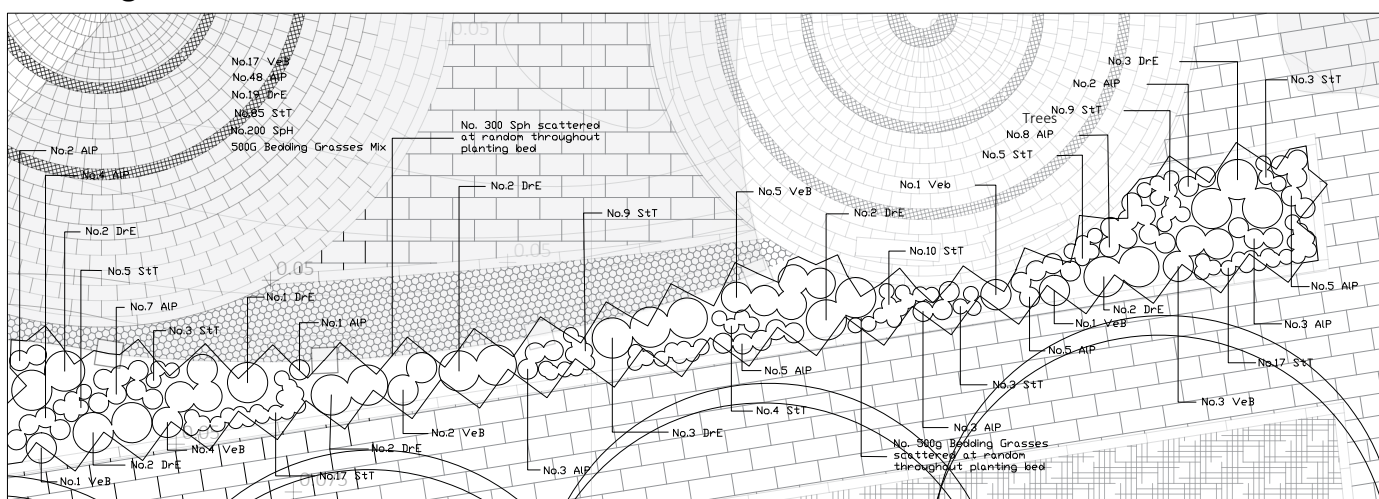 0.05
No.17 VeB
No.48 AlP
No.19 DrE
No.85 StT
No.200 SpH
500G Bedding Grasses Mix
No. 300 Sph scattered
at random throughout
planting bed
No.3 DrE
No.2 AlP
No.3 StT
No.9 StT
Trees
No.8 AlP
No.5 StT
No.2 AlP
No.4 AlP
No.2 DrE
No.5 VeB
No.1 Veb
No.9 StT
No.2 DrE
No.2 DrE
No.10 StT
0.05
No.5 StT
0.05
No.7 AlP
No.1 DrE
No.5 AlP
No.3 StT
No.1 AlP
No.2 DrE
No.1 VeB
No.3 AlP
No.5 AlP
No.17 StT
No.5 AlP
No.3 StT
No.3 VeB
No.4 StT
0.05
No.3 AlP
No.2 VeB
No.3 DrE
No.4 VeB
No.2 DrE
No. 500g Bedding Grasses
scattered at random
throughout planting bed
No.2 DrE
No.3 AlP
No.1 VeB
No.17 StT
0.075